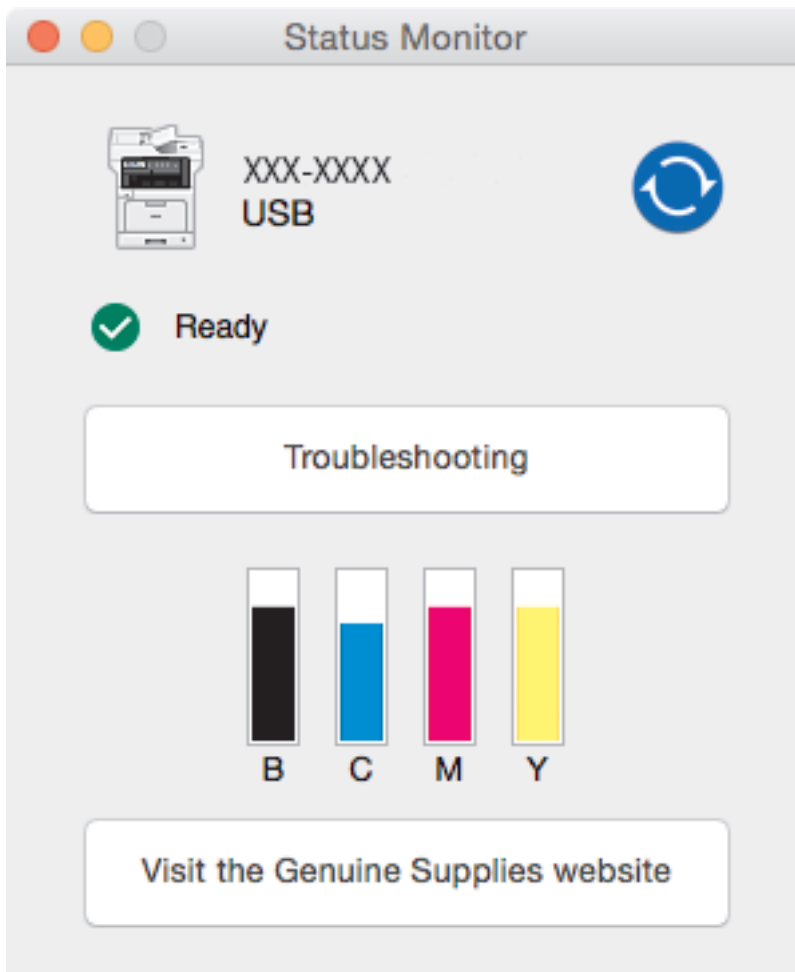 Status Monitor
XXX-XXXX
USB
Ready
Troubleshooting
B C M Y
Visit the Genuine Supplies website